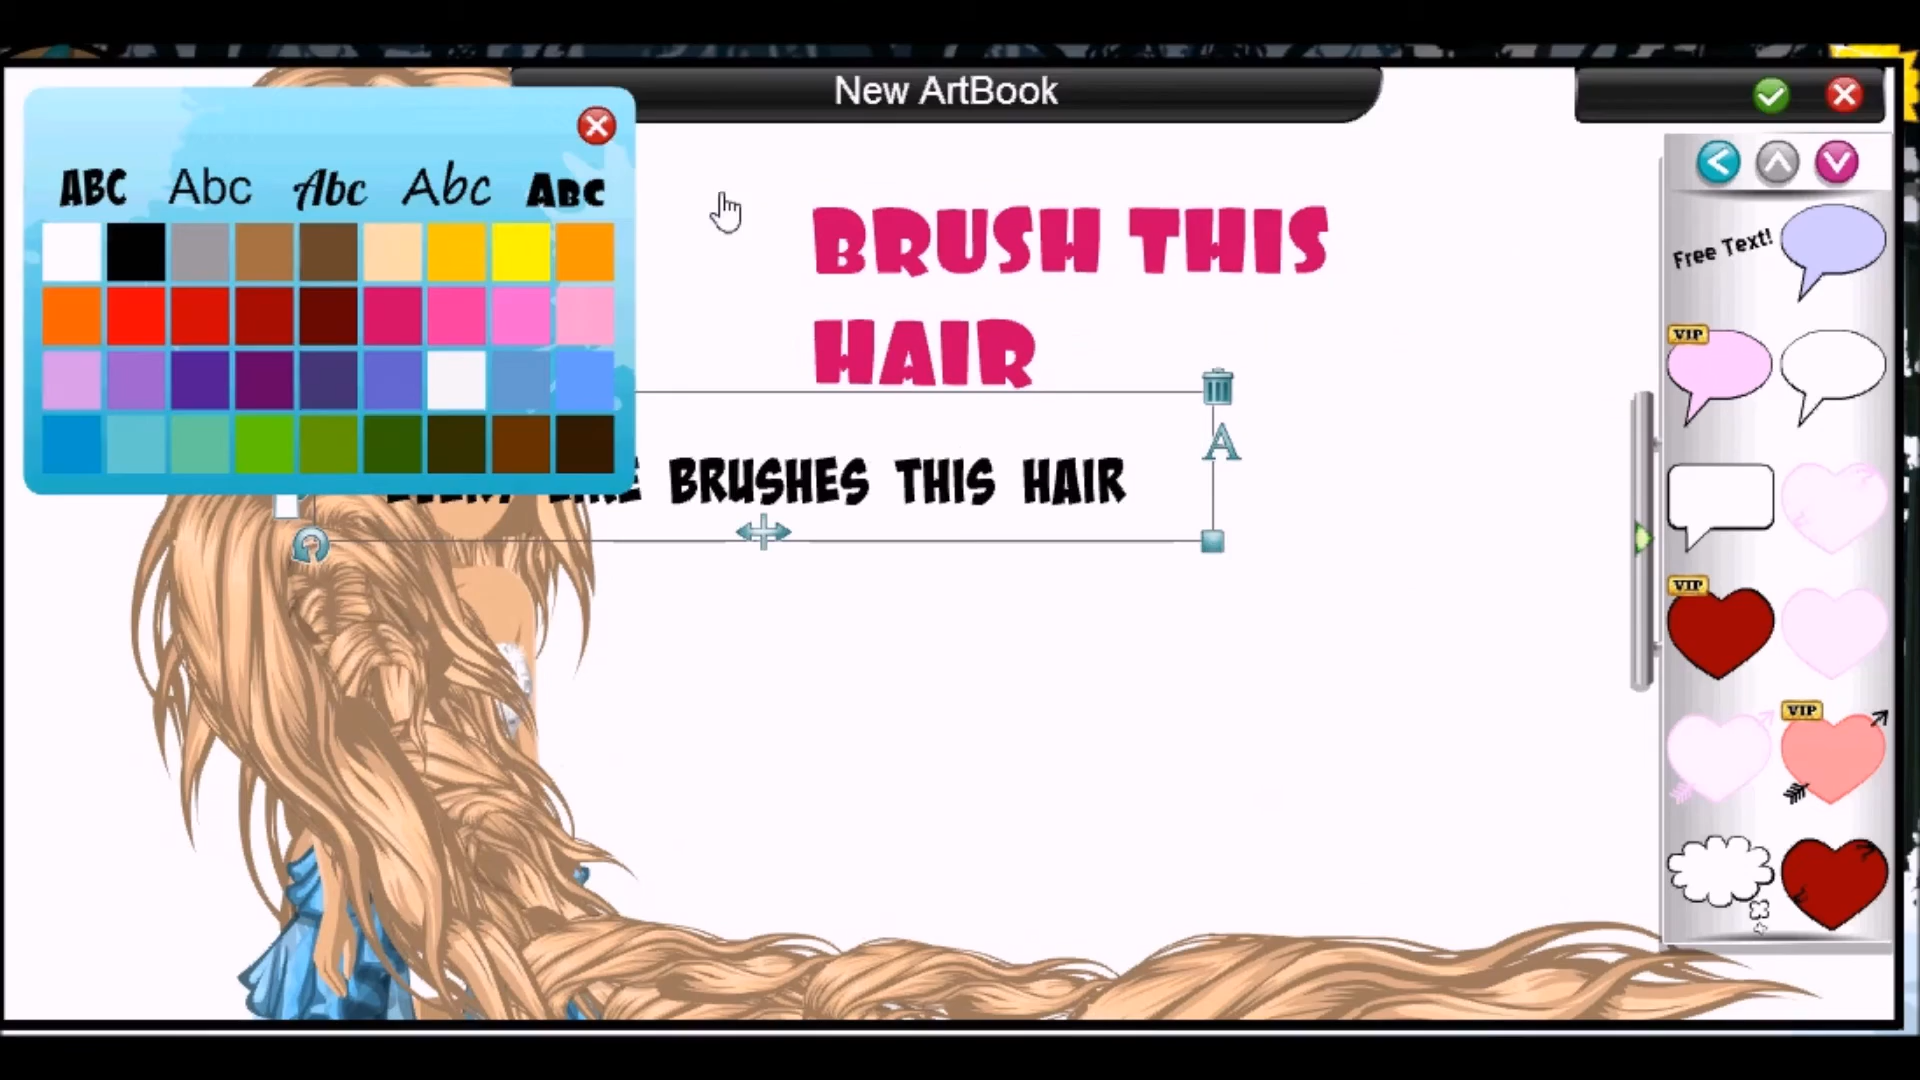 New ArtBook
ABC Abc Abc Abc ABC
BRUSH THIS
HAIR
BRUSHES THIS HAIR
A
Free Text!
VIP
VIP
VIP